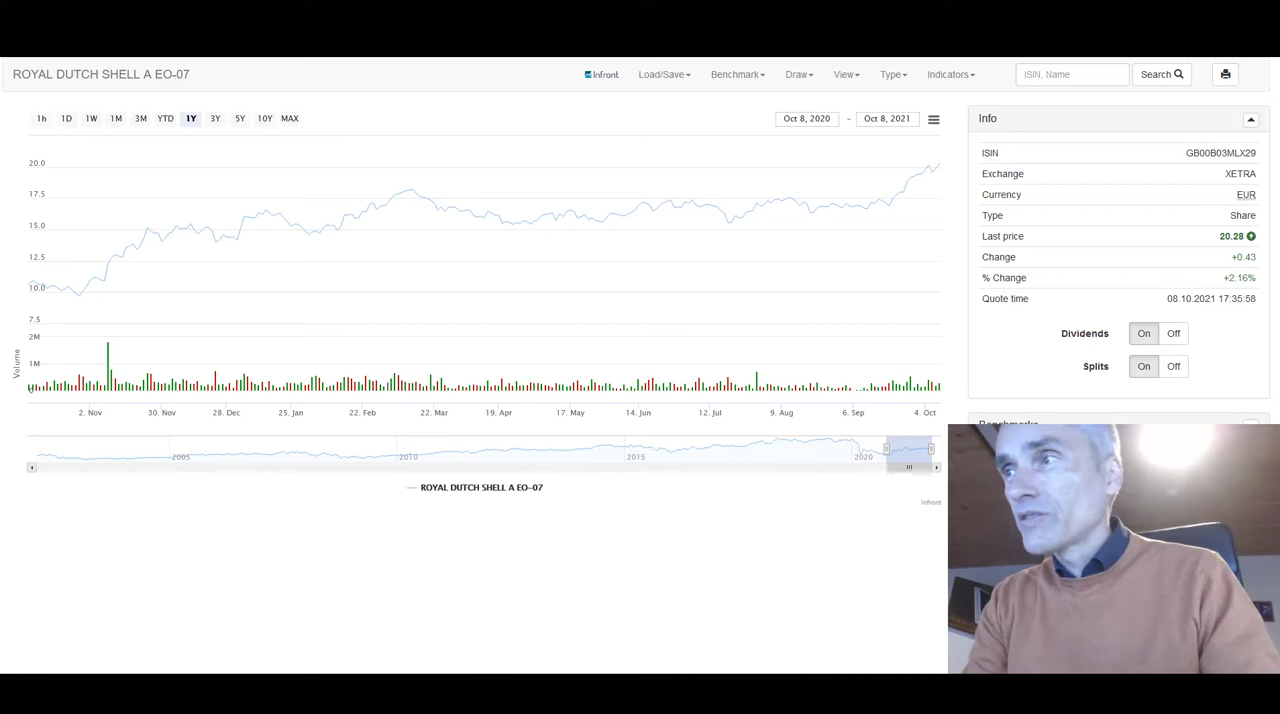 ROYAL DUTCH SHELL A EO-07
Infront
Load/Save
Benchmark
Draw
View
Type
Indicators
ISIN, Name
Search
1h 1D 1W 1M 3M YTD 1Y 3Y 5Y 10Y MAX
Oct 8, 2020 - Oct 8, 2021
20.0
17.5
15.0
12.5
10.0
7.5
2M
1M
0
Volume
2. Nov 30. Nov 28. Dec 25. Jan 22. Feb 22. Mar 19. Apr 17. May 14. Jun 12. Jul 9. Aug 6. Sep 4. Oct
2005 2010 2015 2020
ROYAL DUTCH SHELL A EO-07
Infront
Info
ISIN GB00B03MLX29
Exchange XETRA
Currency EUR
Type Share
Last price 20.28
Change +0.43
% Change +2.16%
Quote time 08.10.2021 17:35:58
Dividends On Off
Splits On Off
Benchmarks